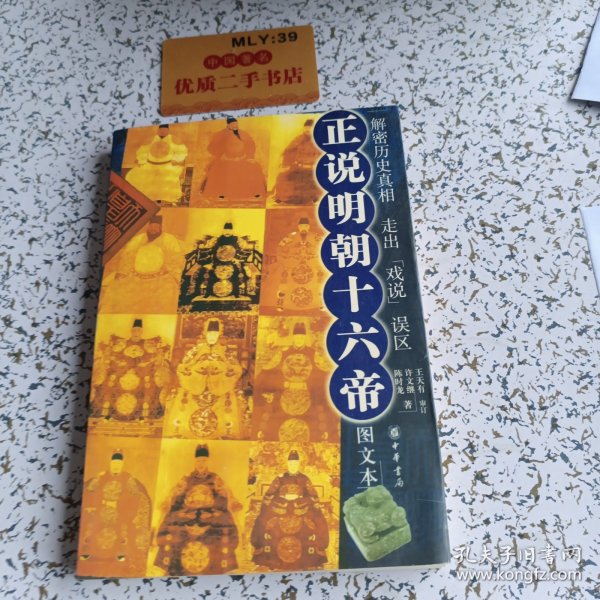 MLY:39
中国著名
优质二手书店
解密历史真相 走出「戏说」误区
正说明朝十六帝
图文本
王天有 审订
许文继
陈时龙 著
中华书局
孔夫子旧书网
www.kongfz.com